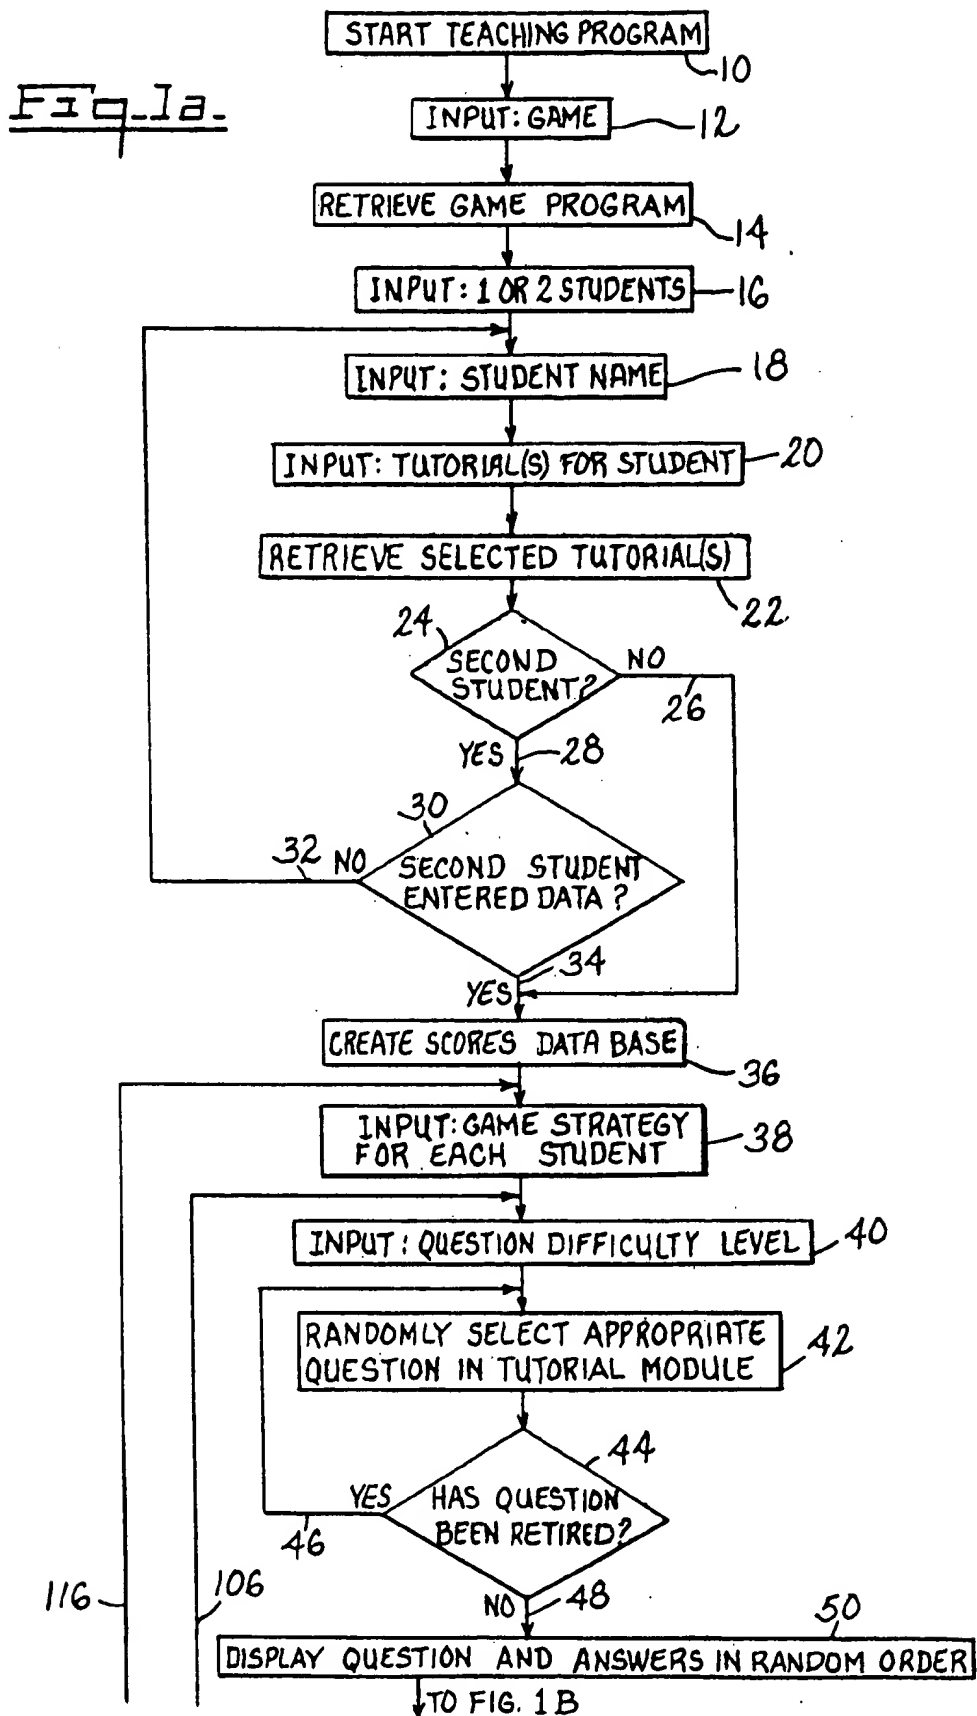 START TEACHING PROGRAM
10
Fig. 1a.
INPUT: GAME
12
RETRIEVE GAME PROGRAM
14
INPUT: 1 OR 2 STUDENTS
16
INPUT: STUDENT NAME
18
INPUT: TUTORIAL(S) FOR STUDENT
20
RETRIEVE SELECTED TUTORIAL(S)
22
24
SECOND
STUDENT?
NO
26
YES
28
30
32
NO
SECOND STUDENT
ENTERED DATA?
34
YES
CREATE SCORES DATA BASE
36
INPUT: GAME STRATEGY
FOR EACH STUDENT
38
INPUT: QUESTION DIFFICULTY LEVEL
40
RANDOMLY SELECT APPROPRIATE
QUESTION IN TUTORIAL MODULE
42
44
YES
HAS QUESTION
BEEN RETIRED?
46
116
106
NO
48
50
DISPLAY QUESTION AND ANSWERS IN RANDOM ORDER
TO FIG. 1B